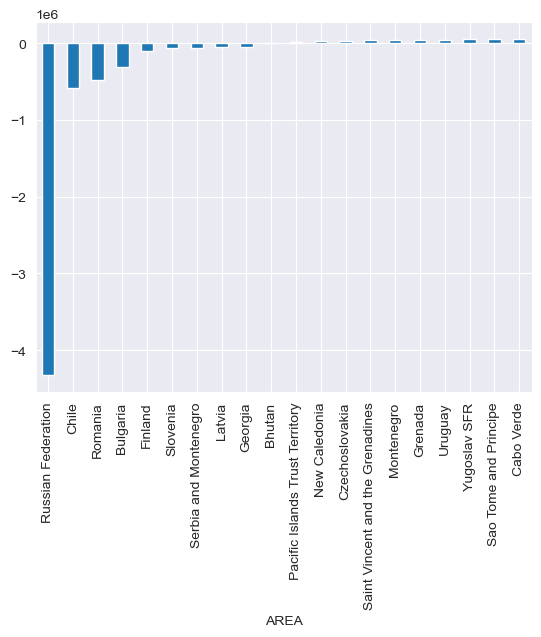 1e6
0
−1
−2
−3
−4
Russian Federation
Chile
Romania
Bulgaria
Finland
Slovenia
Serbia and Montenegro
Latvia
Georgia
Bhutan
Pacific Islands Trust Territory
New Caledonia
Czechoslovakia
Saint Vincent and the Grenadines
Montenegro
Grenada
Uruguay
Yugoslav SFR
Sao Tome and Principe
Cabo Verde
AREA